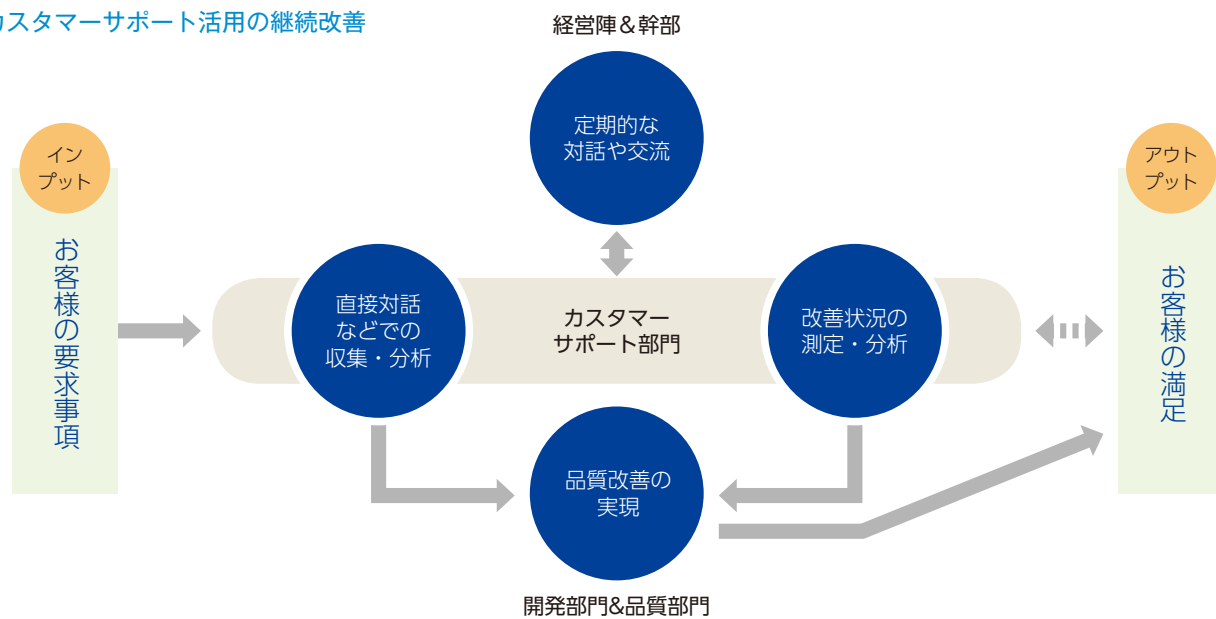 カスタマーサポート活用の継続改善
経営陣＆幹部
定期的な
対話や交流
イン
プット
お客様の要求事項
直接対話
などでの
収集・分析
カスタマー
サポート部門
改善状況の
測定・分析
アウト
プット
お客様の満足
品質改善の
実現
開発部門&品質部門